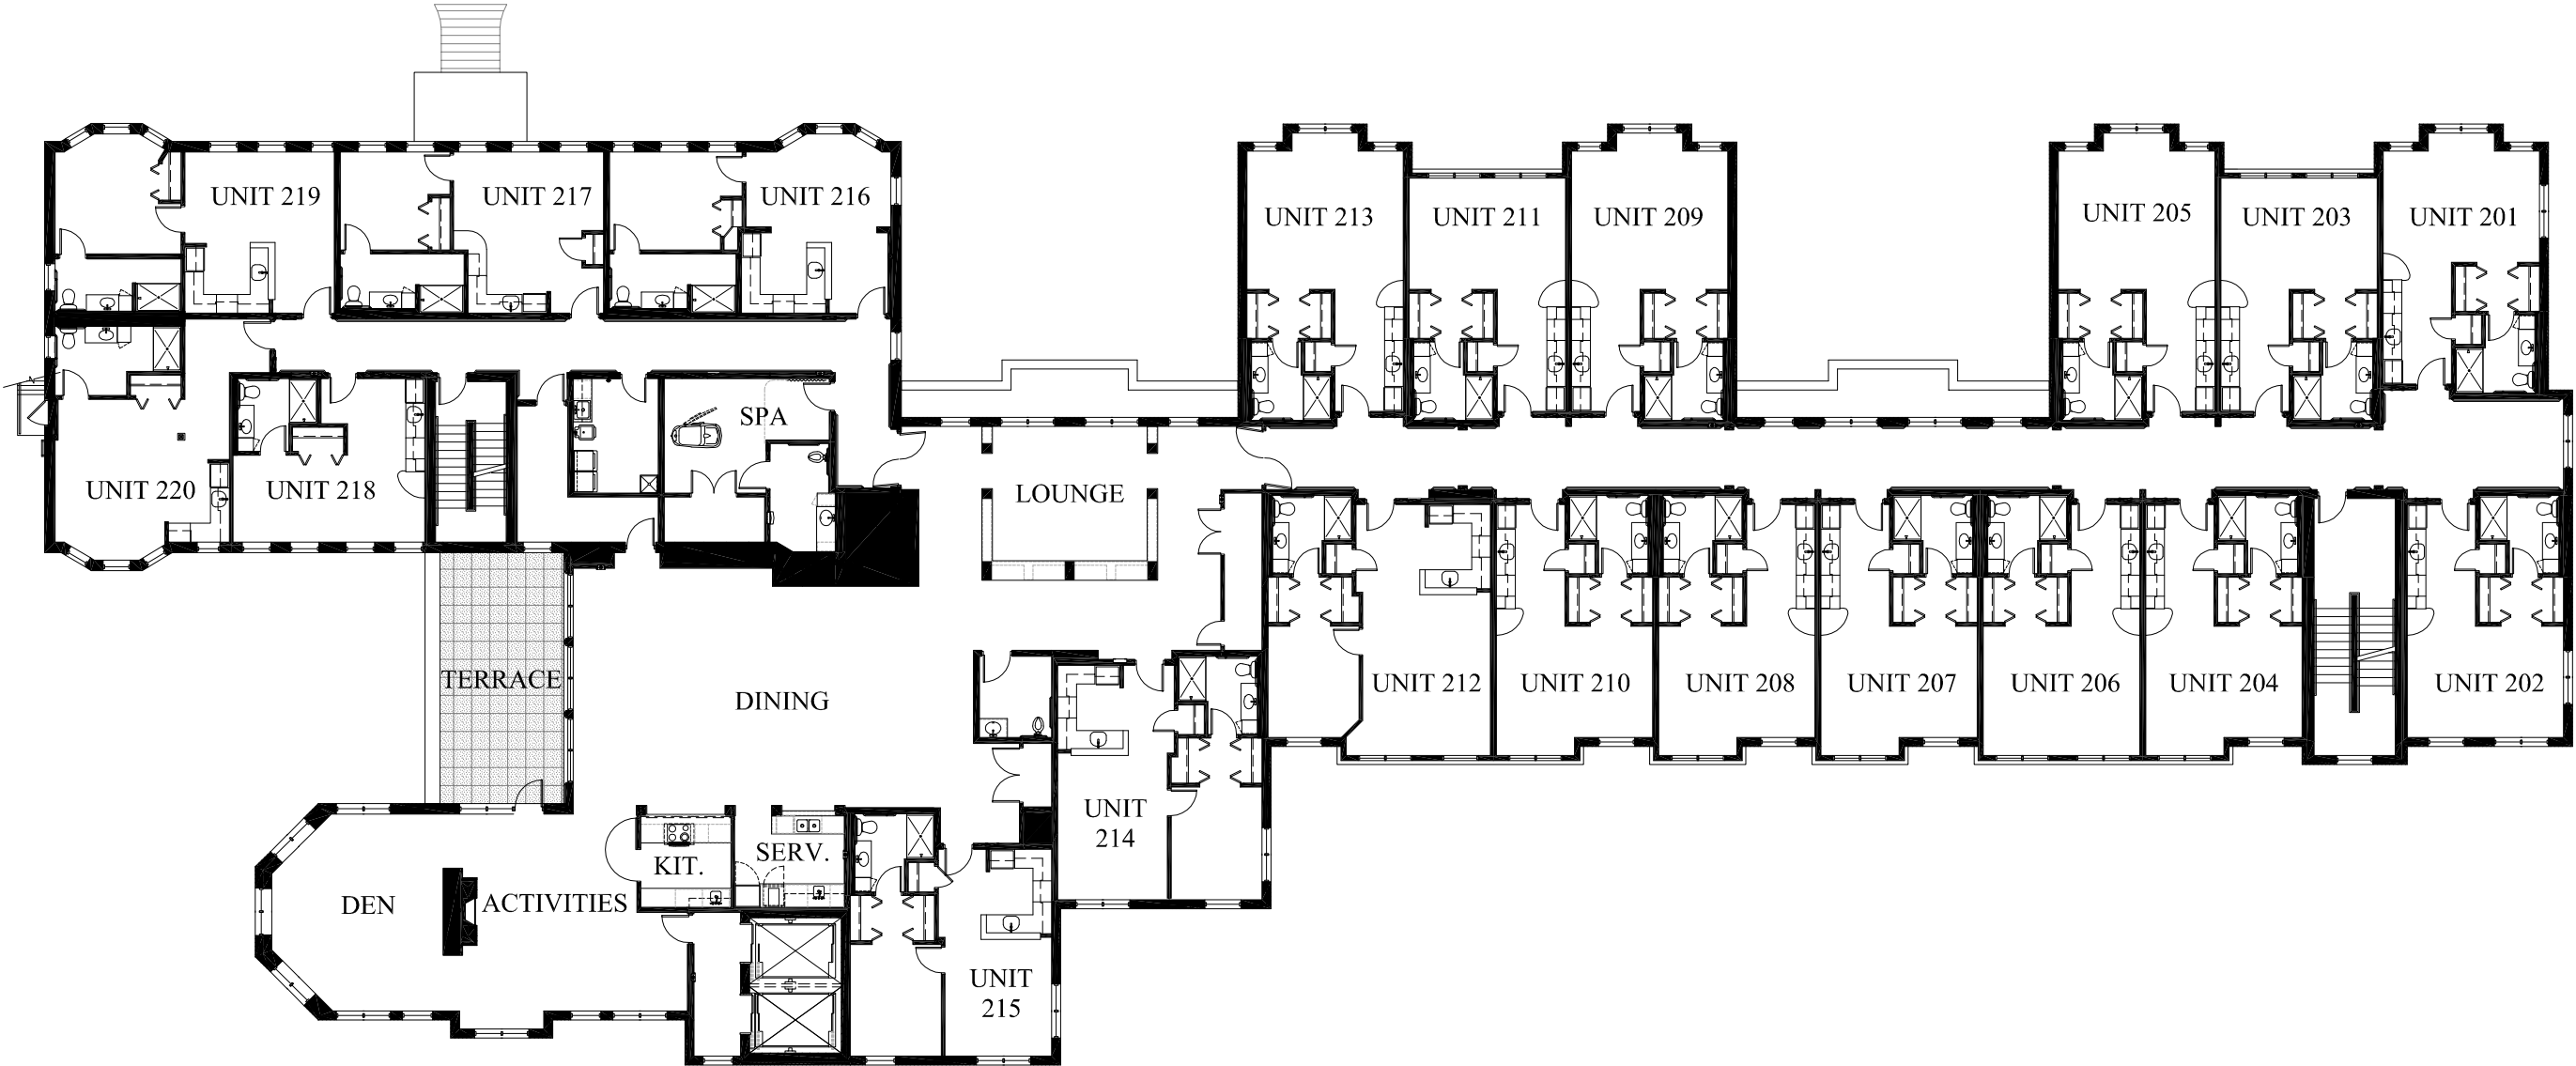 UNIT 219
UNIT 217
UNIT 216
UNIT 213
UNIT 211
UNIT 209
UNIT 205
UNIT 203
UNIT 201
SPA
UNIT 220
UNIT 218
LOUNGE
TERRACE
DINING
UNIT 212
UNIT 210
UNIT 208
UNIT 207
UNIT 206
UNIT 204
UNIT 202
UNIT
214
KIT.
SERV.
DEN
ACTIVITIES
UNIT
215